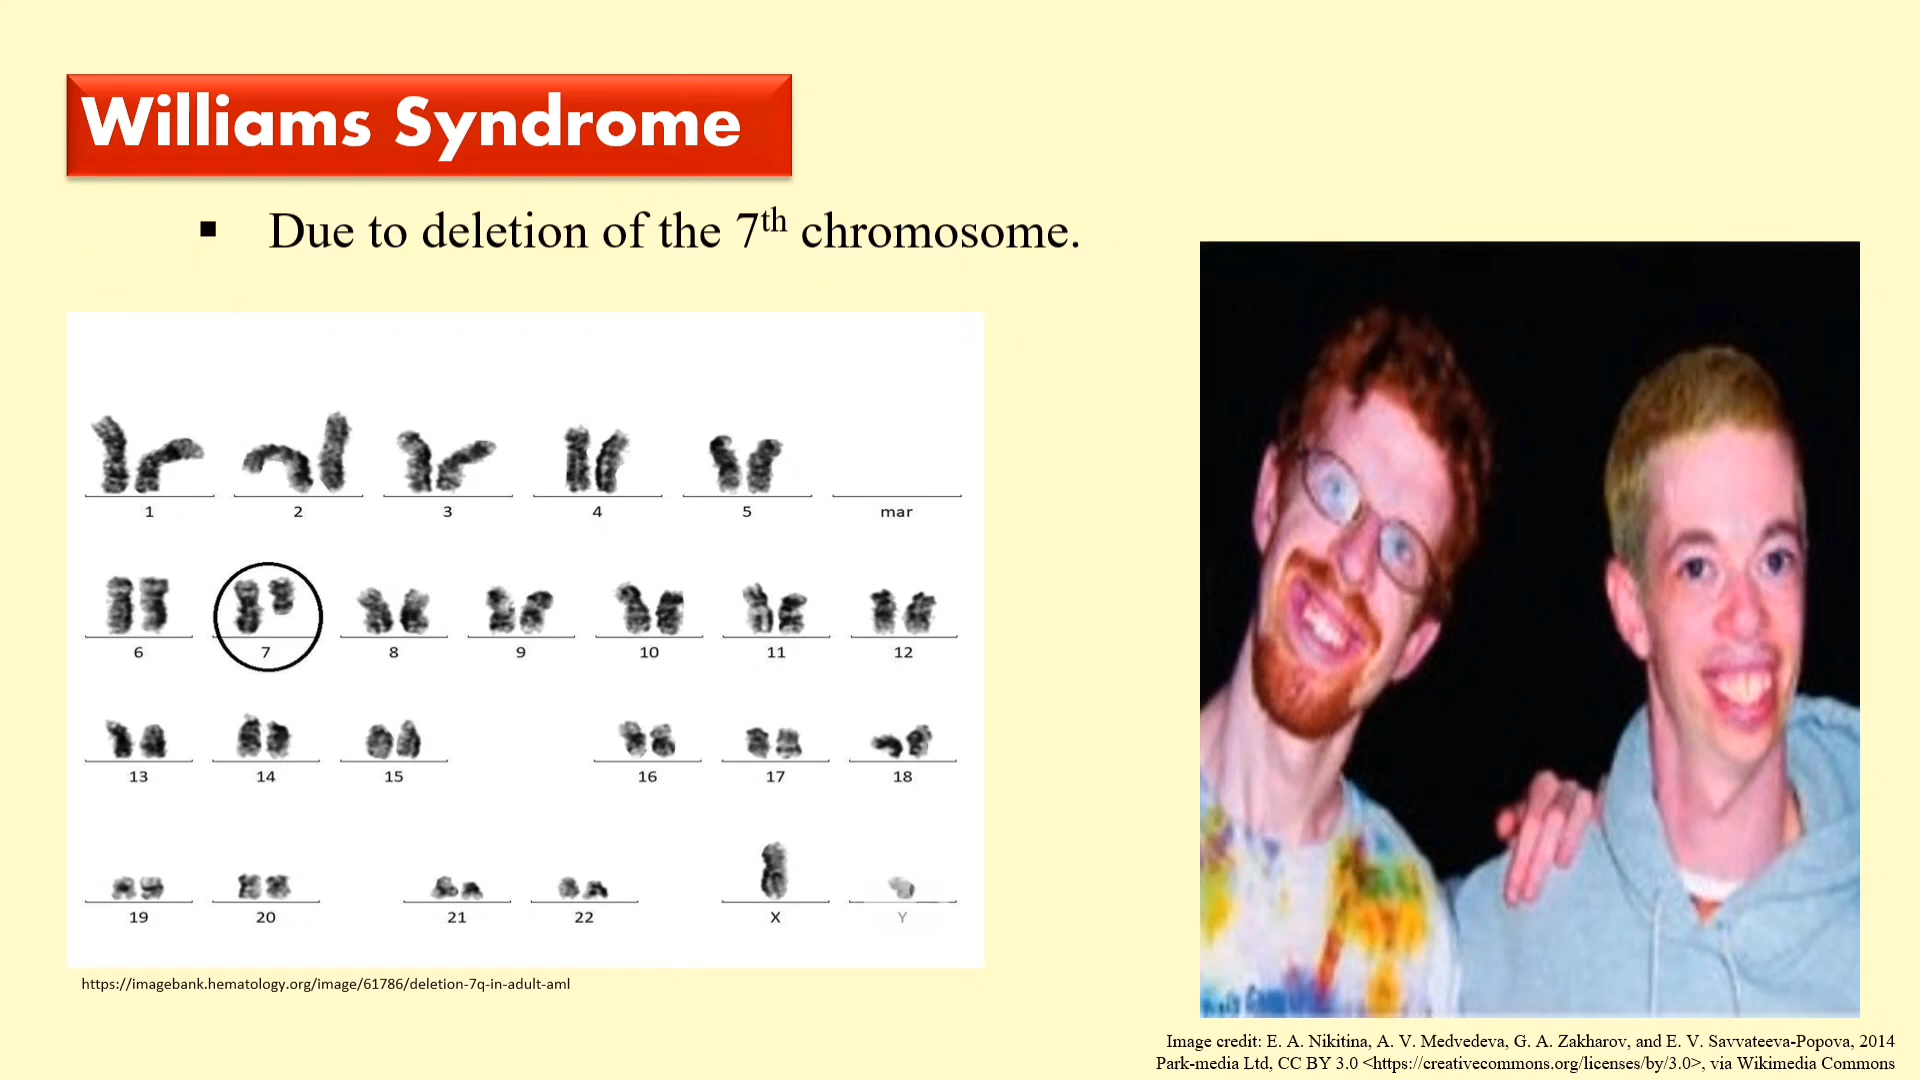 Williams Syndrome
▪ Due to deletion of the 7th chromosome.
1 2 3 4 5 mar
6 7 8 9 10 11 12
13 14 15 16 17 18
19 20 21 22 X Y
https://imagebank.hematology.org/image/61786/deletion-7q-in-adult-aml
Image credit: E. A. Nikitina, A. V. Medvedeva, G. A. Zakharov, and E. V. Savvateeva-Popova, 2014
Park-media Ltd, CC BY 3.0 <https://creativecommons.org/licenses/by/3.0>, via Wikimedia Commons